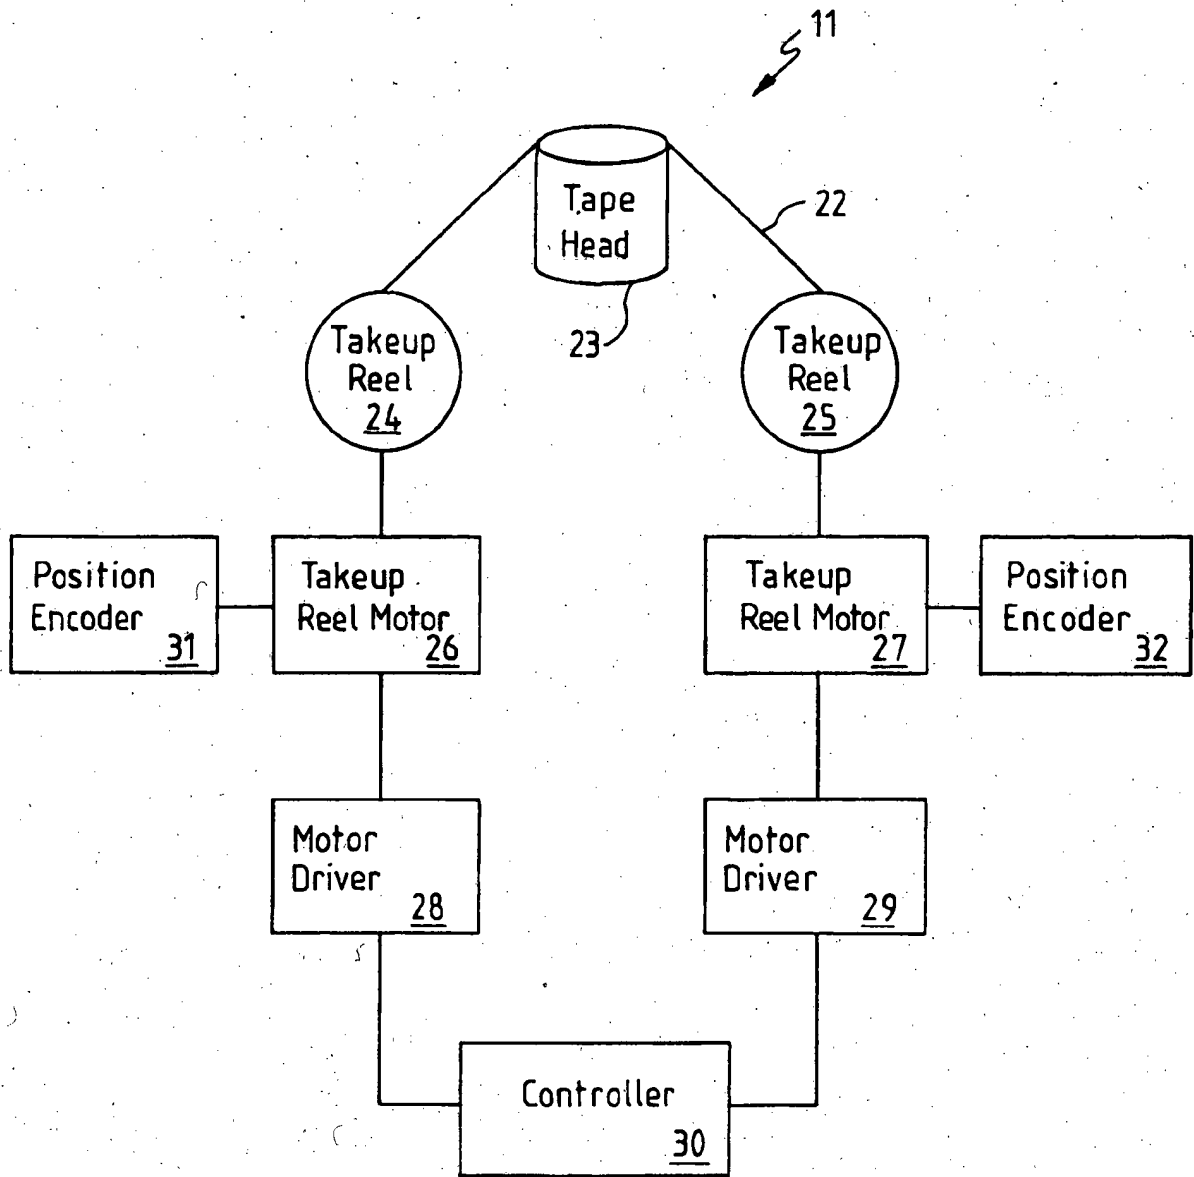 11
Tape
Head
22
23
Takeup
Reel
24
Takeup
Reel
25
Position
Encoder
31
Takeup
Reel Motor
26
Takeup
Reel Motor
27
Position
Encoder
32
Motor
Driver
28
Motor
Driver
29
Controller
30